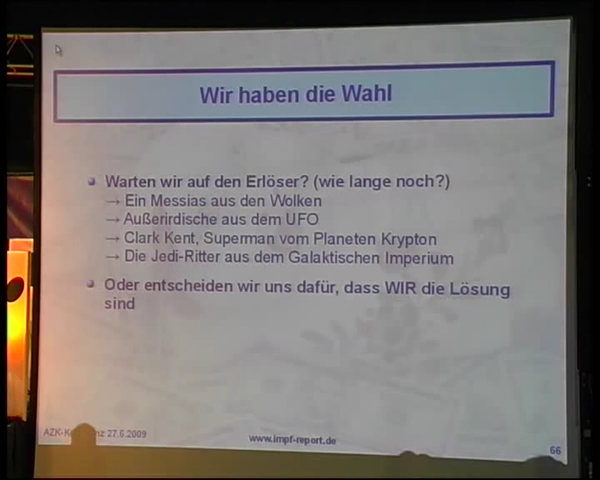 Wir haben die Wahl
Warten wir auf den Erlöser? (wie lange noch?)
→ Ein Messias aus den Wolken
→ Außerirdische aus dem UFO
→ Clark Kent, Superman vom Planeten Krypton
→ Die Jedi-Ritter aus dem Galaktischen Imperium
Oder entscheiden wir uns dafür, dass WIR die Lösung
sind
27.6.2009
www.impf-report.de
66